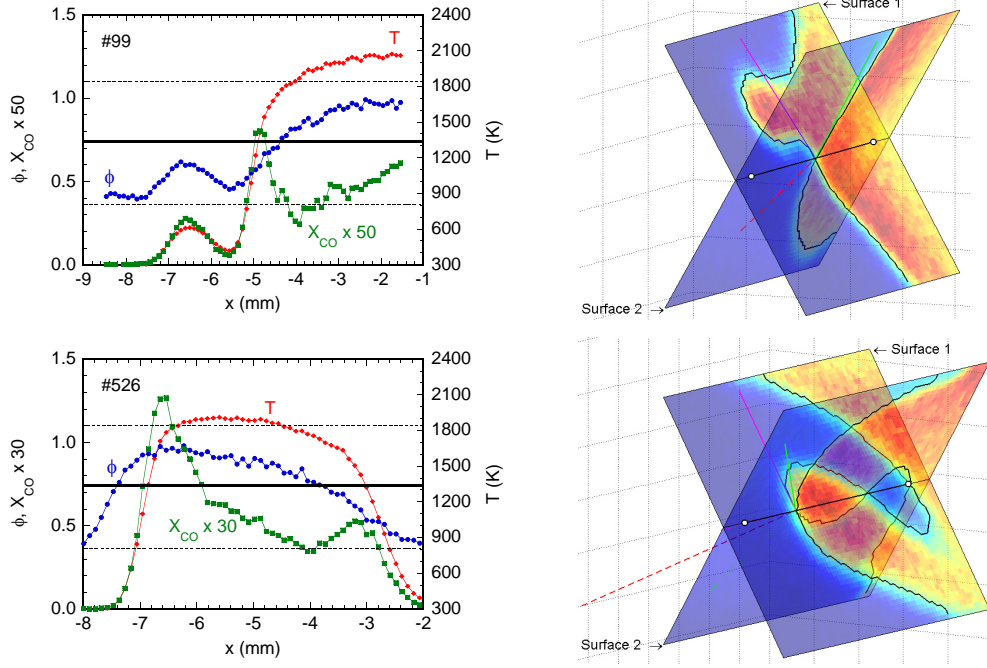 ← Surface 1
#99
T
ϕ
X_CO x 50
ϕ, X_CO x 50
1.5
1.0
0.5
0.0
-9 -8 -7 -6 -5 -4 -3 -2 -1
x (mm)
2400
2100
1800
1500
1200
900
600
300
T (K)
Surface 2 →
← Surface 1
#526
T
ϕ
X_CO x 30
ϕ, X_CO x 30
1.5
1.0
0.5
0.0
-8 -7 -6 -5 -4 -3 -2
x (mm)
2400
2100
1800
1500
1200
900
600
300
T (K)
Surface 2 →